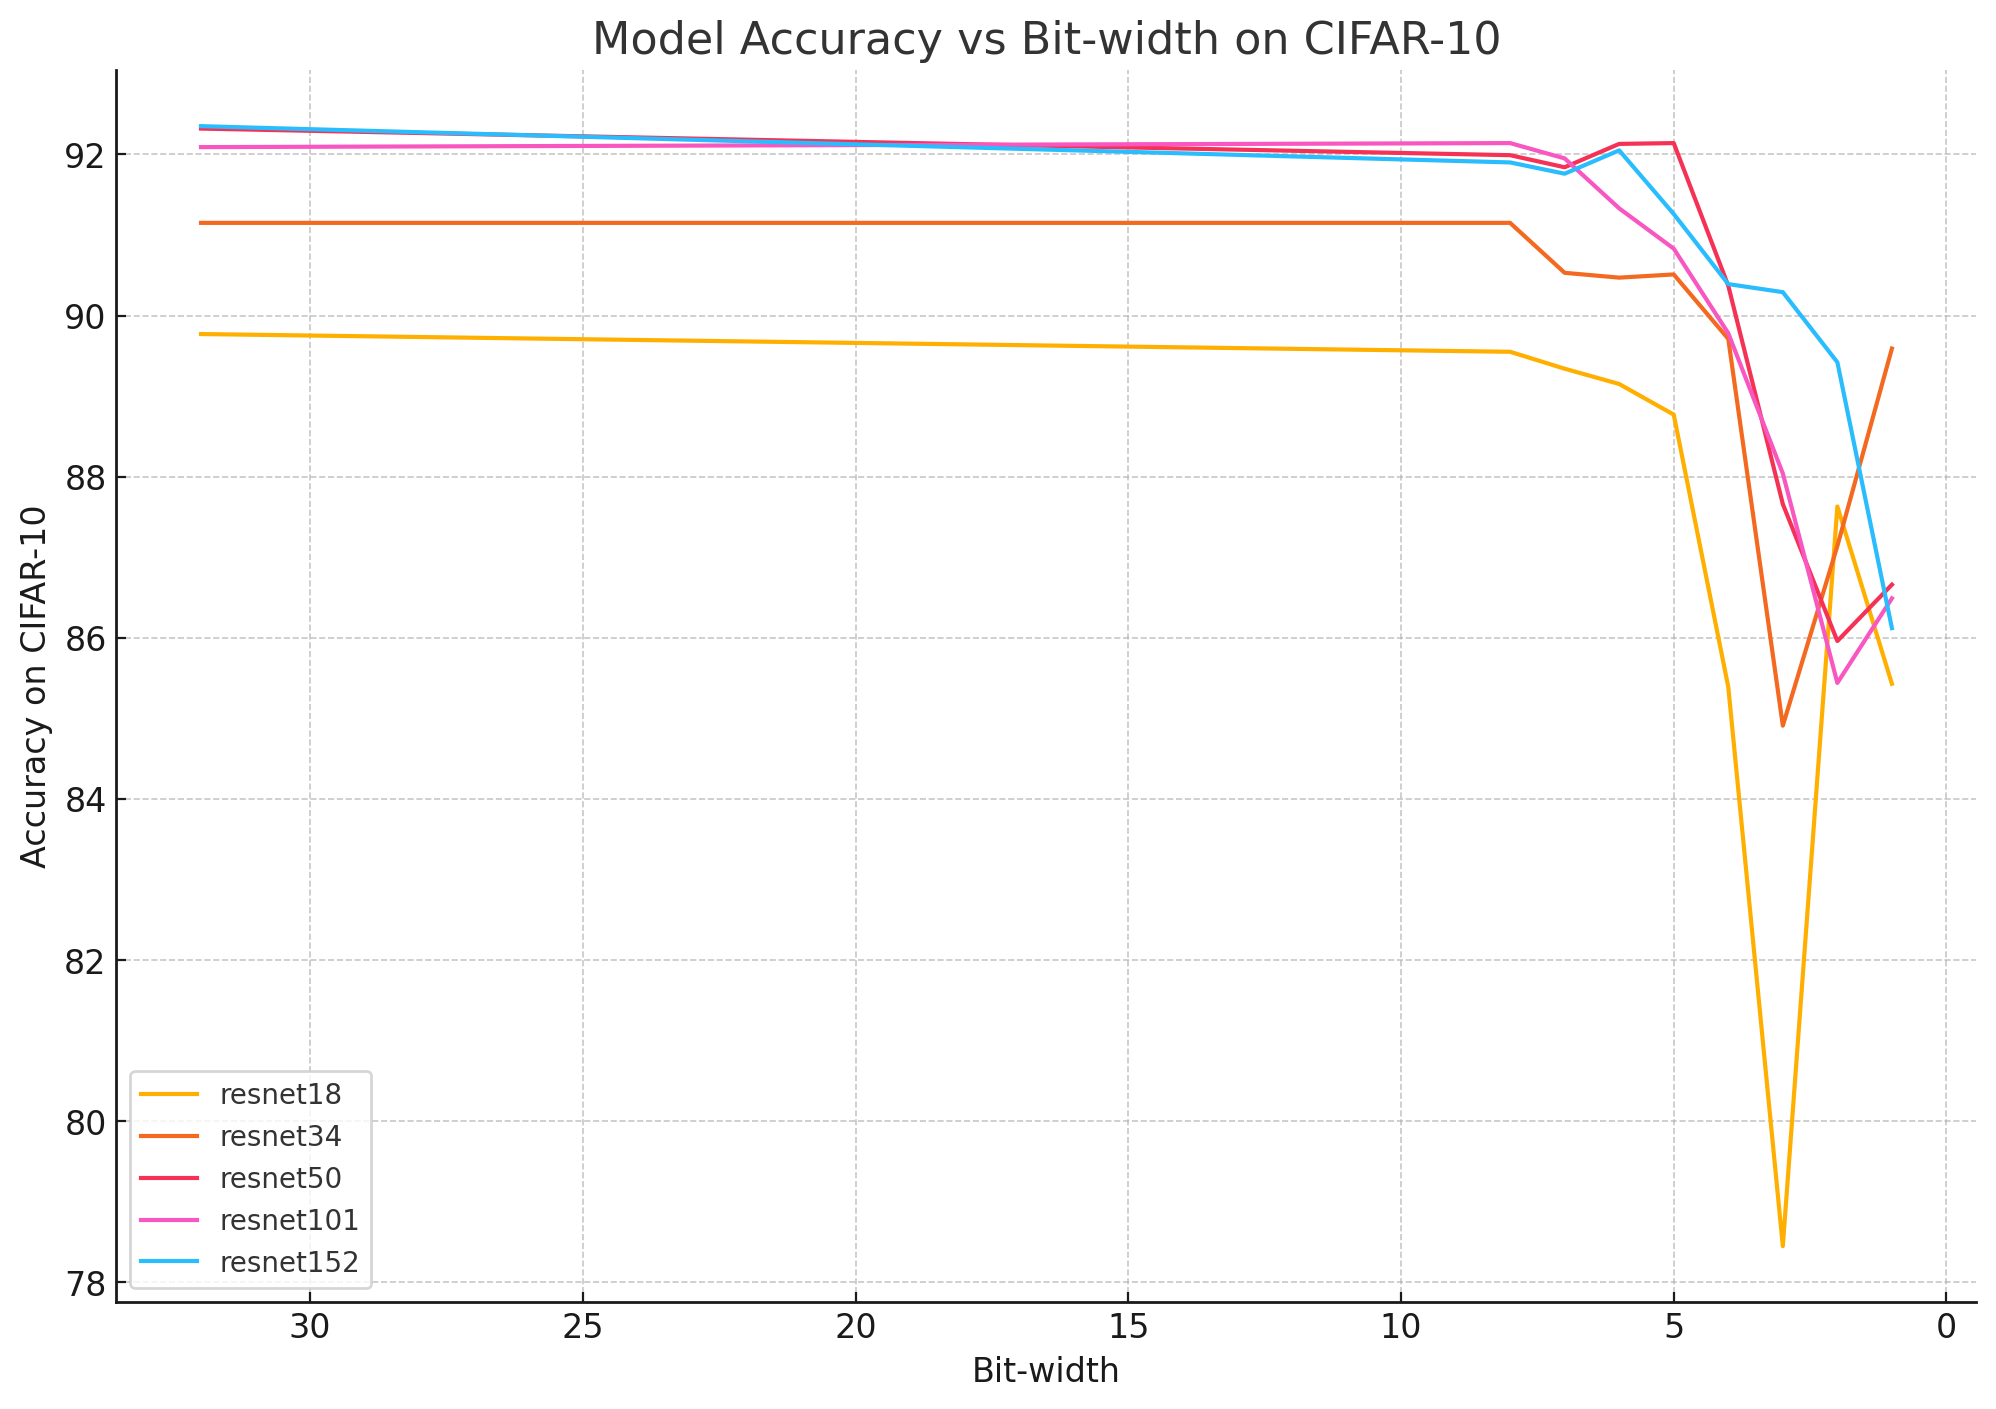 Model Accuracy vs Bit-width on CIFAR-10
Accuracy on CIFAR-10
92
90
88
86
84
82
80
78
resnet18
resnet34
resnet50
resnet101
resnet152
30 25 20 15 10 5 0
Bit-width